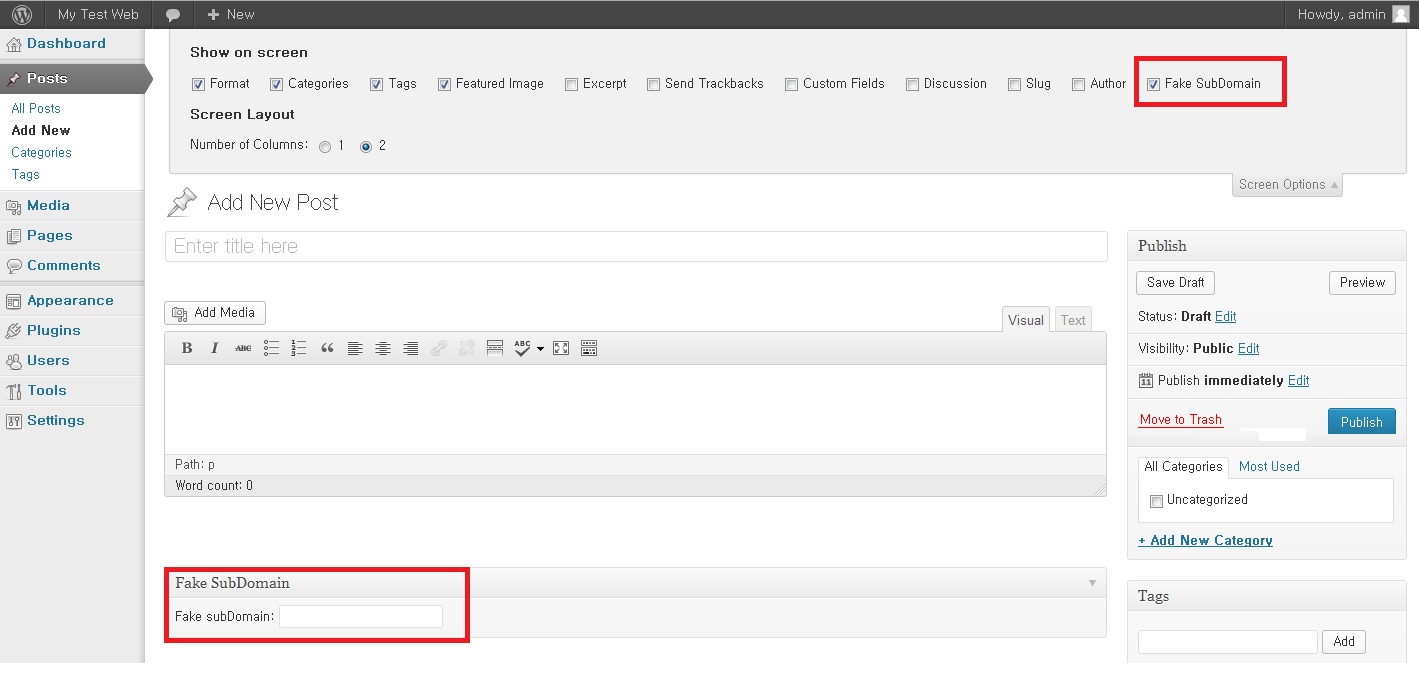 My Test Web + New Howdy, admin
Dashboard
Posts
All Posts
Add New
Categories
Tags
Media
Pages
Comments
Appearance
Plugins
Users
Tools
Settings
Show on screen
Format Categories Tags Featured Image Excerpt Send Trackbacks Custom Fields Discussion Slug Author Fake SubDomain
Screen Layout
Number of Columns: 1 2
Screen Options
Add New Post
Enter title here
Add Media
Visual Text
B I ABC ABC
Path: p
Word count: 0
Fake SubDomain
Fake subDomain:
Publish
Save Draft Preview
Status: Draft Edit
Visibility: Public Edit
Publish immediately Edit
Move to Trash Publish
All Categories Most Used
Uncategorized
+ Add New Category
Tags
Add